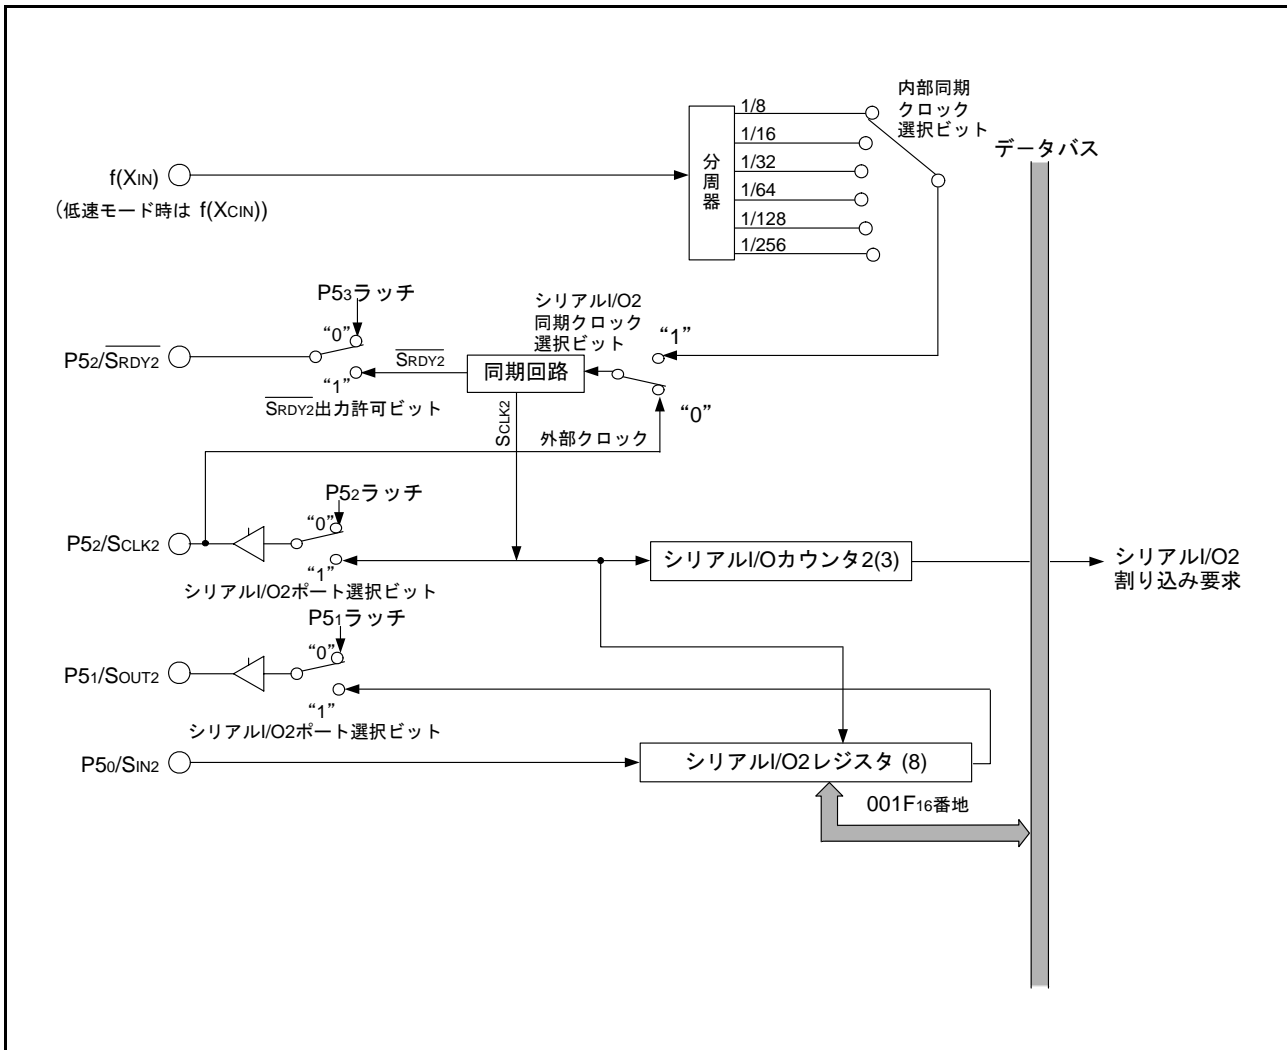 内部同期
クロック
選択ビット
データバス
1/8
1/16
1/32
1/64
1/128
1/256
分周器
f(XIN)
（低速モード時は f(XCIN))
P53ラッチ
“0”
P52/SRDY2
“1”
SRDY2出力許可ビット
SRDY2
同期回路
シリアルI/O2
同期クロック
選択ビット
“1”
“0”
SCLK2
外部クロック
P52ラッチ
“0”
P52/SCLK2
“1”
シリアルI/O2ポート選択ビット
シリアルI/Oカウンタ2(3)
シリアルI/O2
割り込み要求
P51ラッチ
“0”
P51/SOUT2
“1”
シリアルI/O2ポート選択ビット
P50/SIN2
シリアルI/O2レジスタ (8)
001F16番地